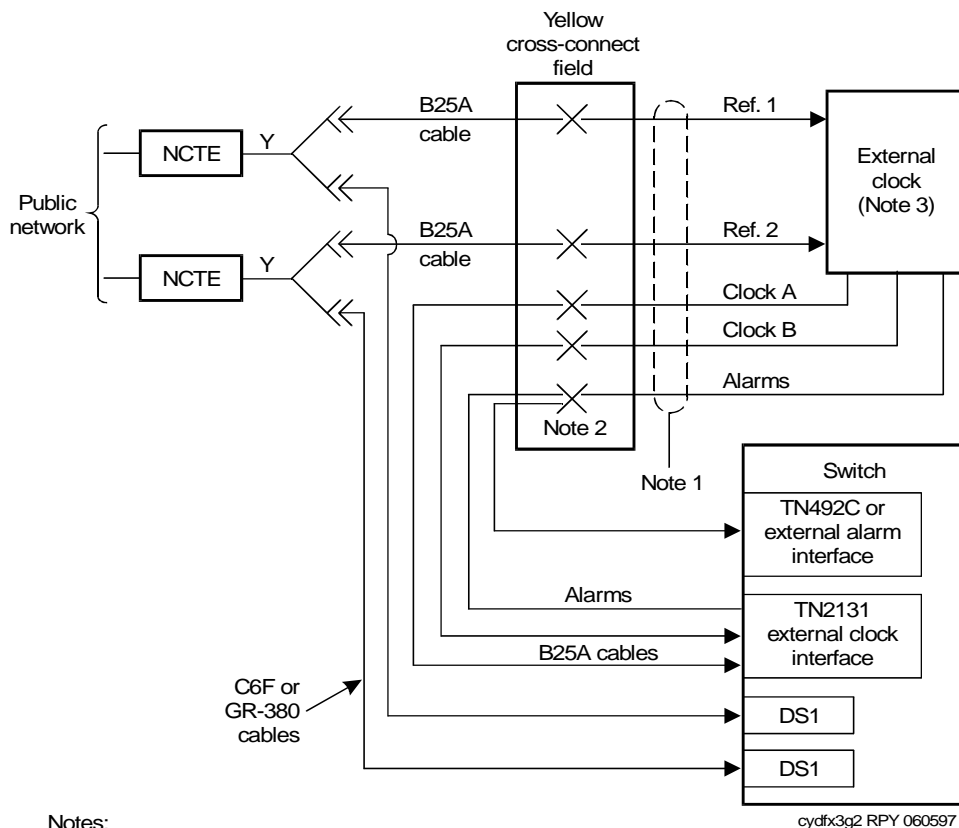 Yellow
cross-connect
field
B25A
cable
Ref. 1
NCTE
Y
External
clock
(Note 3)
Public
network
B25A
cable
Ref. 2
NCTE
Y
Clock A
Clock B
Alarms
Note 2
Note 1
Switch
TN492C or
external alarm
interface
Alarms
TN2131
external clock
interface
B25A cables
C6F or
GR-380
cables
DS1
DS1
Notes:
cydfx3g2 RPY 060597